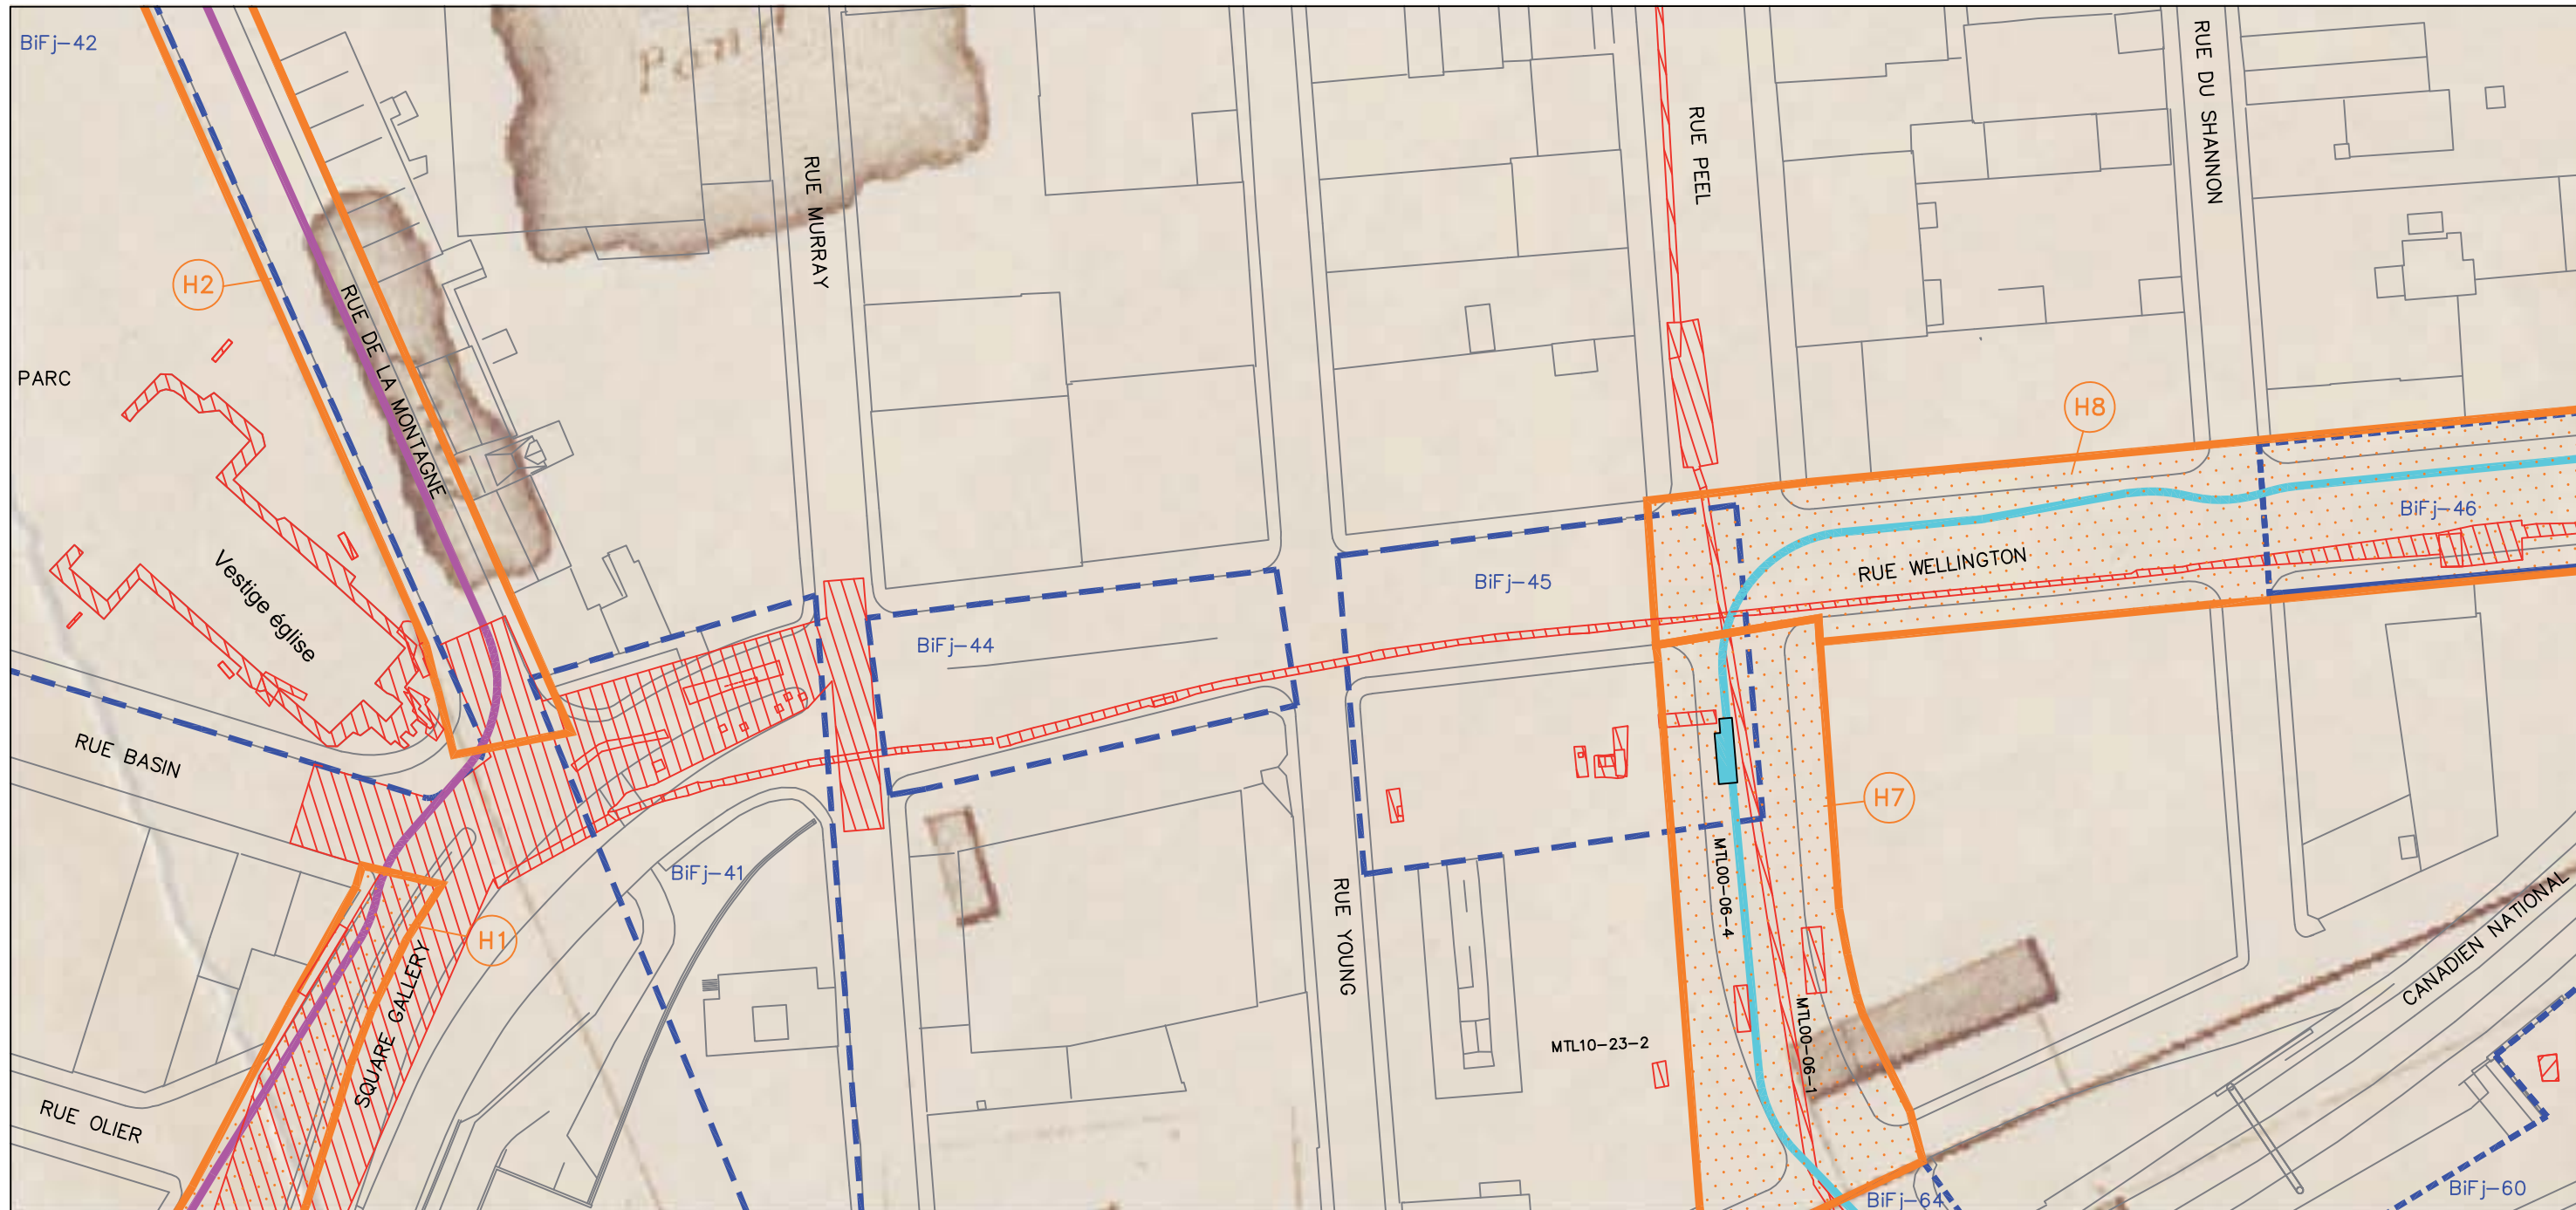 BiFj-42
Pond
RUE MURRAY
RUE PEEL
RUE DU SHANNON
H2
RUE DE LA MONTAGNE
PARC
H8
Vestige église
BiFj-46
RUE WELLINGTON
BiFj-45
BiFj-44
RUE BASIN
H7
BiFj-41
MTL00-06-4
RUE YOUNG
H1
SQUARE GALLERY
CANADIEN NATIONAL
MTL10-23-2
MTL00-06-1
RUE OLIER
BiFj-64
BiFj-60